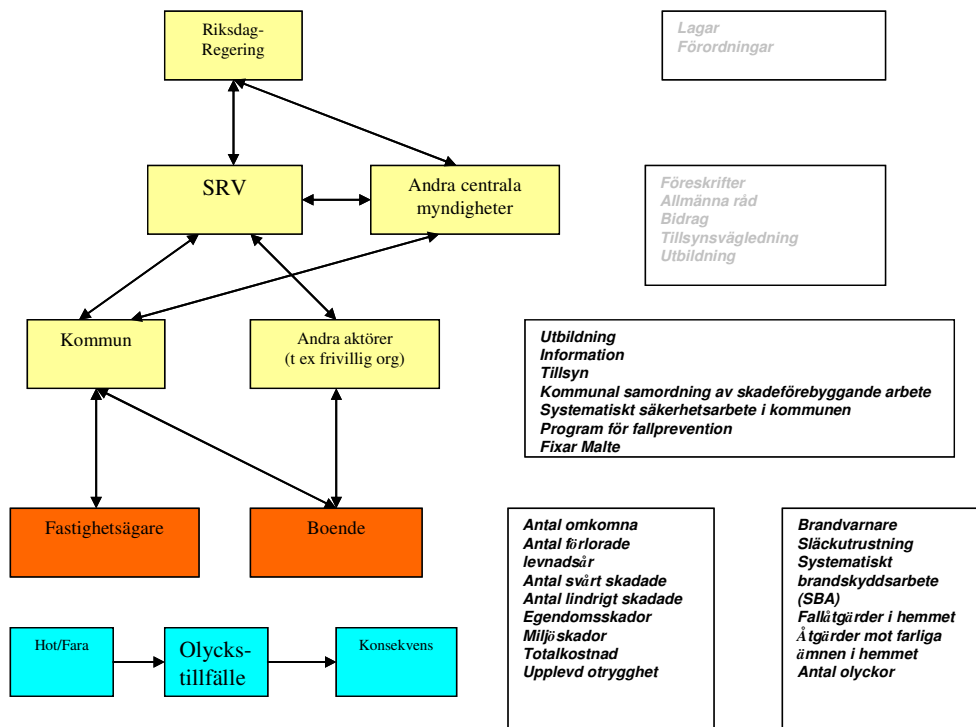 Riksdag-
Regering
Lagar
Förordningar
SRV
Andra centrala
myndigheter
Föreskrifter
Allmänna råd
Bidrag
Tillsynsvägledning
Utbildning
Kommun
Andra aktörer
(t ex frivillig org)
Utbildning
Information
Tillsyn
Kommunal samordning av skadeförebyggande arbete
Systematiskt säkerhetsarbete i kommunen
Program för fallprevention
Fixar Malte
Fastighetsägare
Boende
Antal omkomna
Antal förlorade
levnadsår
Antal svårt skadade
Antal lindrigt skadade
Egendomsskador
Miljöskador
Totalkostnad
Upplevd otrygghet
Brandvarnare
Släckutrustning
Systematiskt
brandskyddsarbete
(SBA)
Fallåtgärder i hemmet
Åtgärder mot farliga
ämnen i hemmet
Antal olyckor
Hot/Fara
Olycks-
tillfälle
Konsekvens